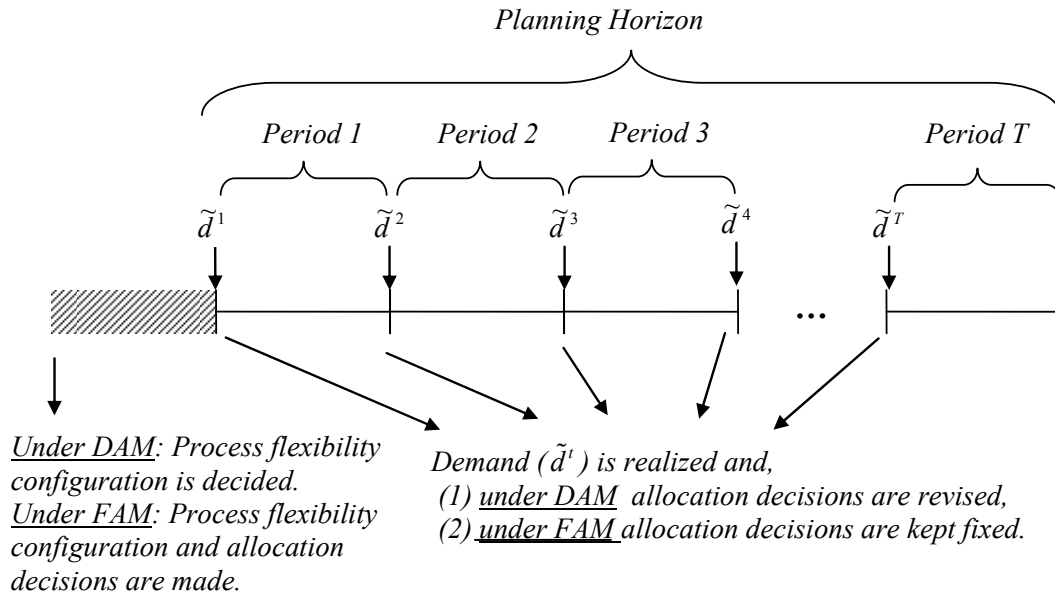 Planning Horizon
Period 1 Period 2 Period 3 Period T
d̃¹ d̃² d̃³ d̃⁴ d̃ᵀ
...
Under DAM: Process flexibility
configuration is decided.
Under FAM: Process flexibility
configuration and allocation
decisions are made.
Demand (d̃ᵗ) is realized and,
(1) under DAM allocation decisions are revised,
(2) under FAM allocation decisions are kept fixed.